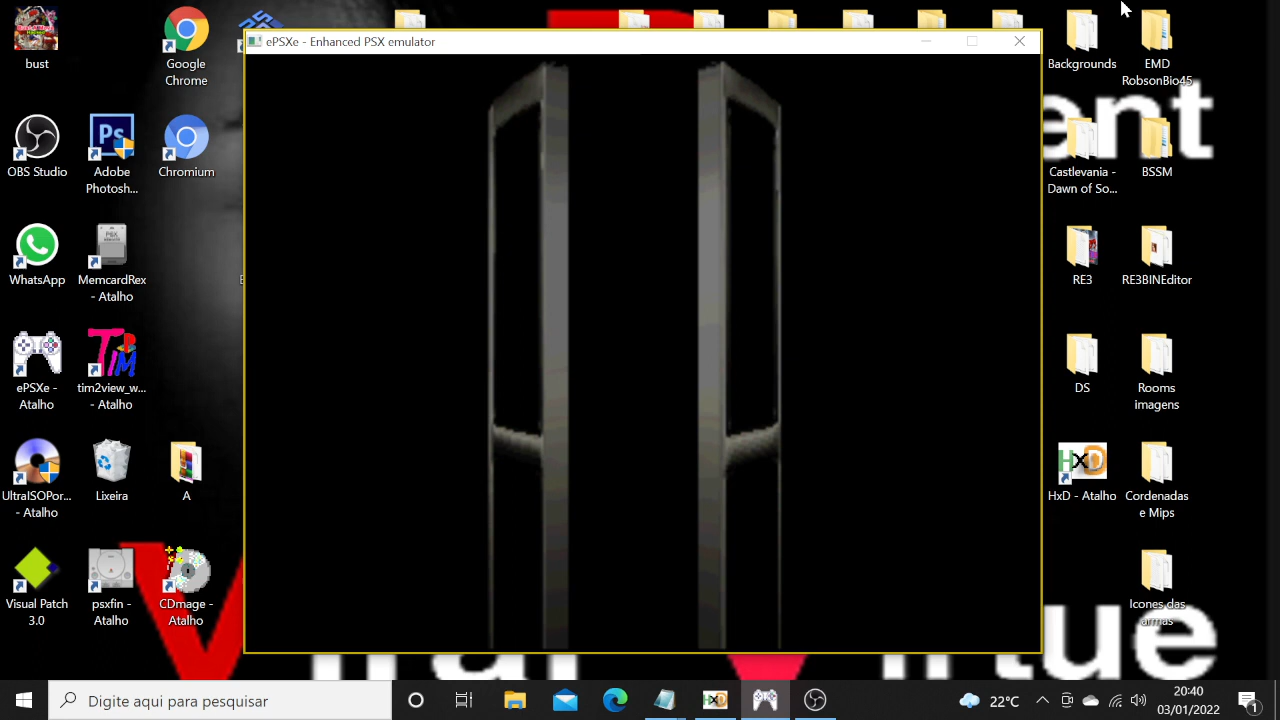 ePSXe - Enhanced PSX emulator
bust
Google
Chrome
Backgrounds
EMD
RobsonBio45
OBS Studio
Adobe
Photosh...
Chromium
Castlevania -
Dawn of So...
BSSM
ent
WhatsApp
MemcardRex
- Atalho
RE3
RE3BINEditor
ePSXe -
Atalho
tim2view_w...
- Atalho
DS
Rooms
imagens
UltraISOPor...
- Atalho
Lixeira
A
HxD
HxD - Atalho
Cordenadas
e Mips
Visual Patch
3.0
psxfin -
Atalho
CDmage -
Atalho
Icones das
armas
Digite aqui para pesquisar
22°C
20:40
03/01/2022
1